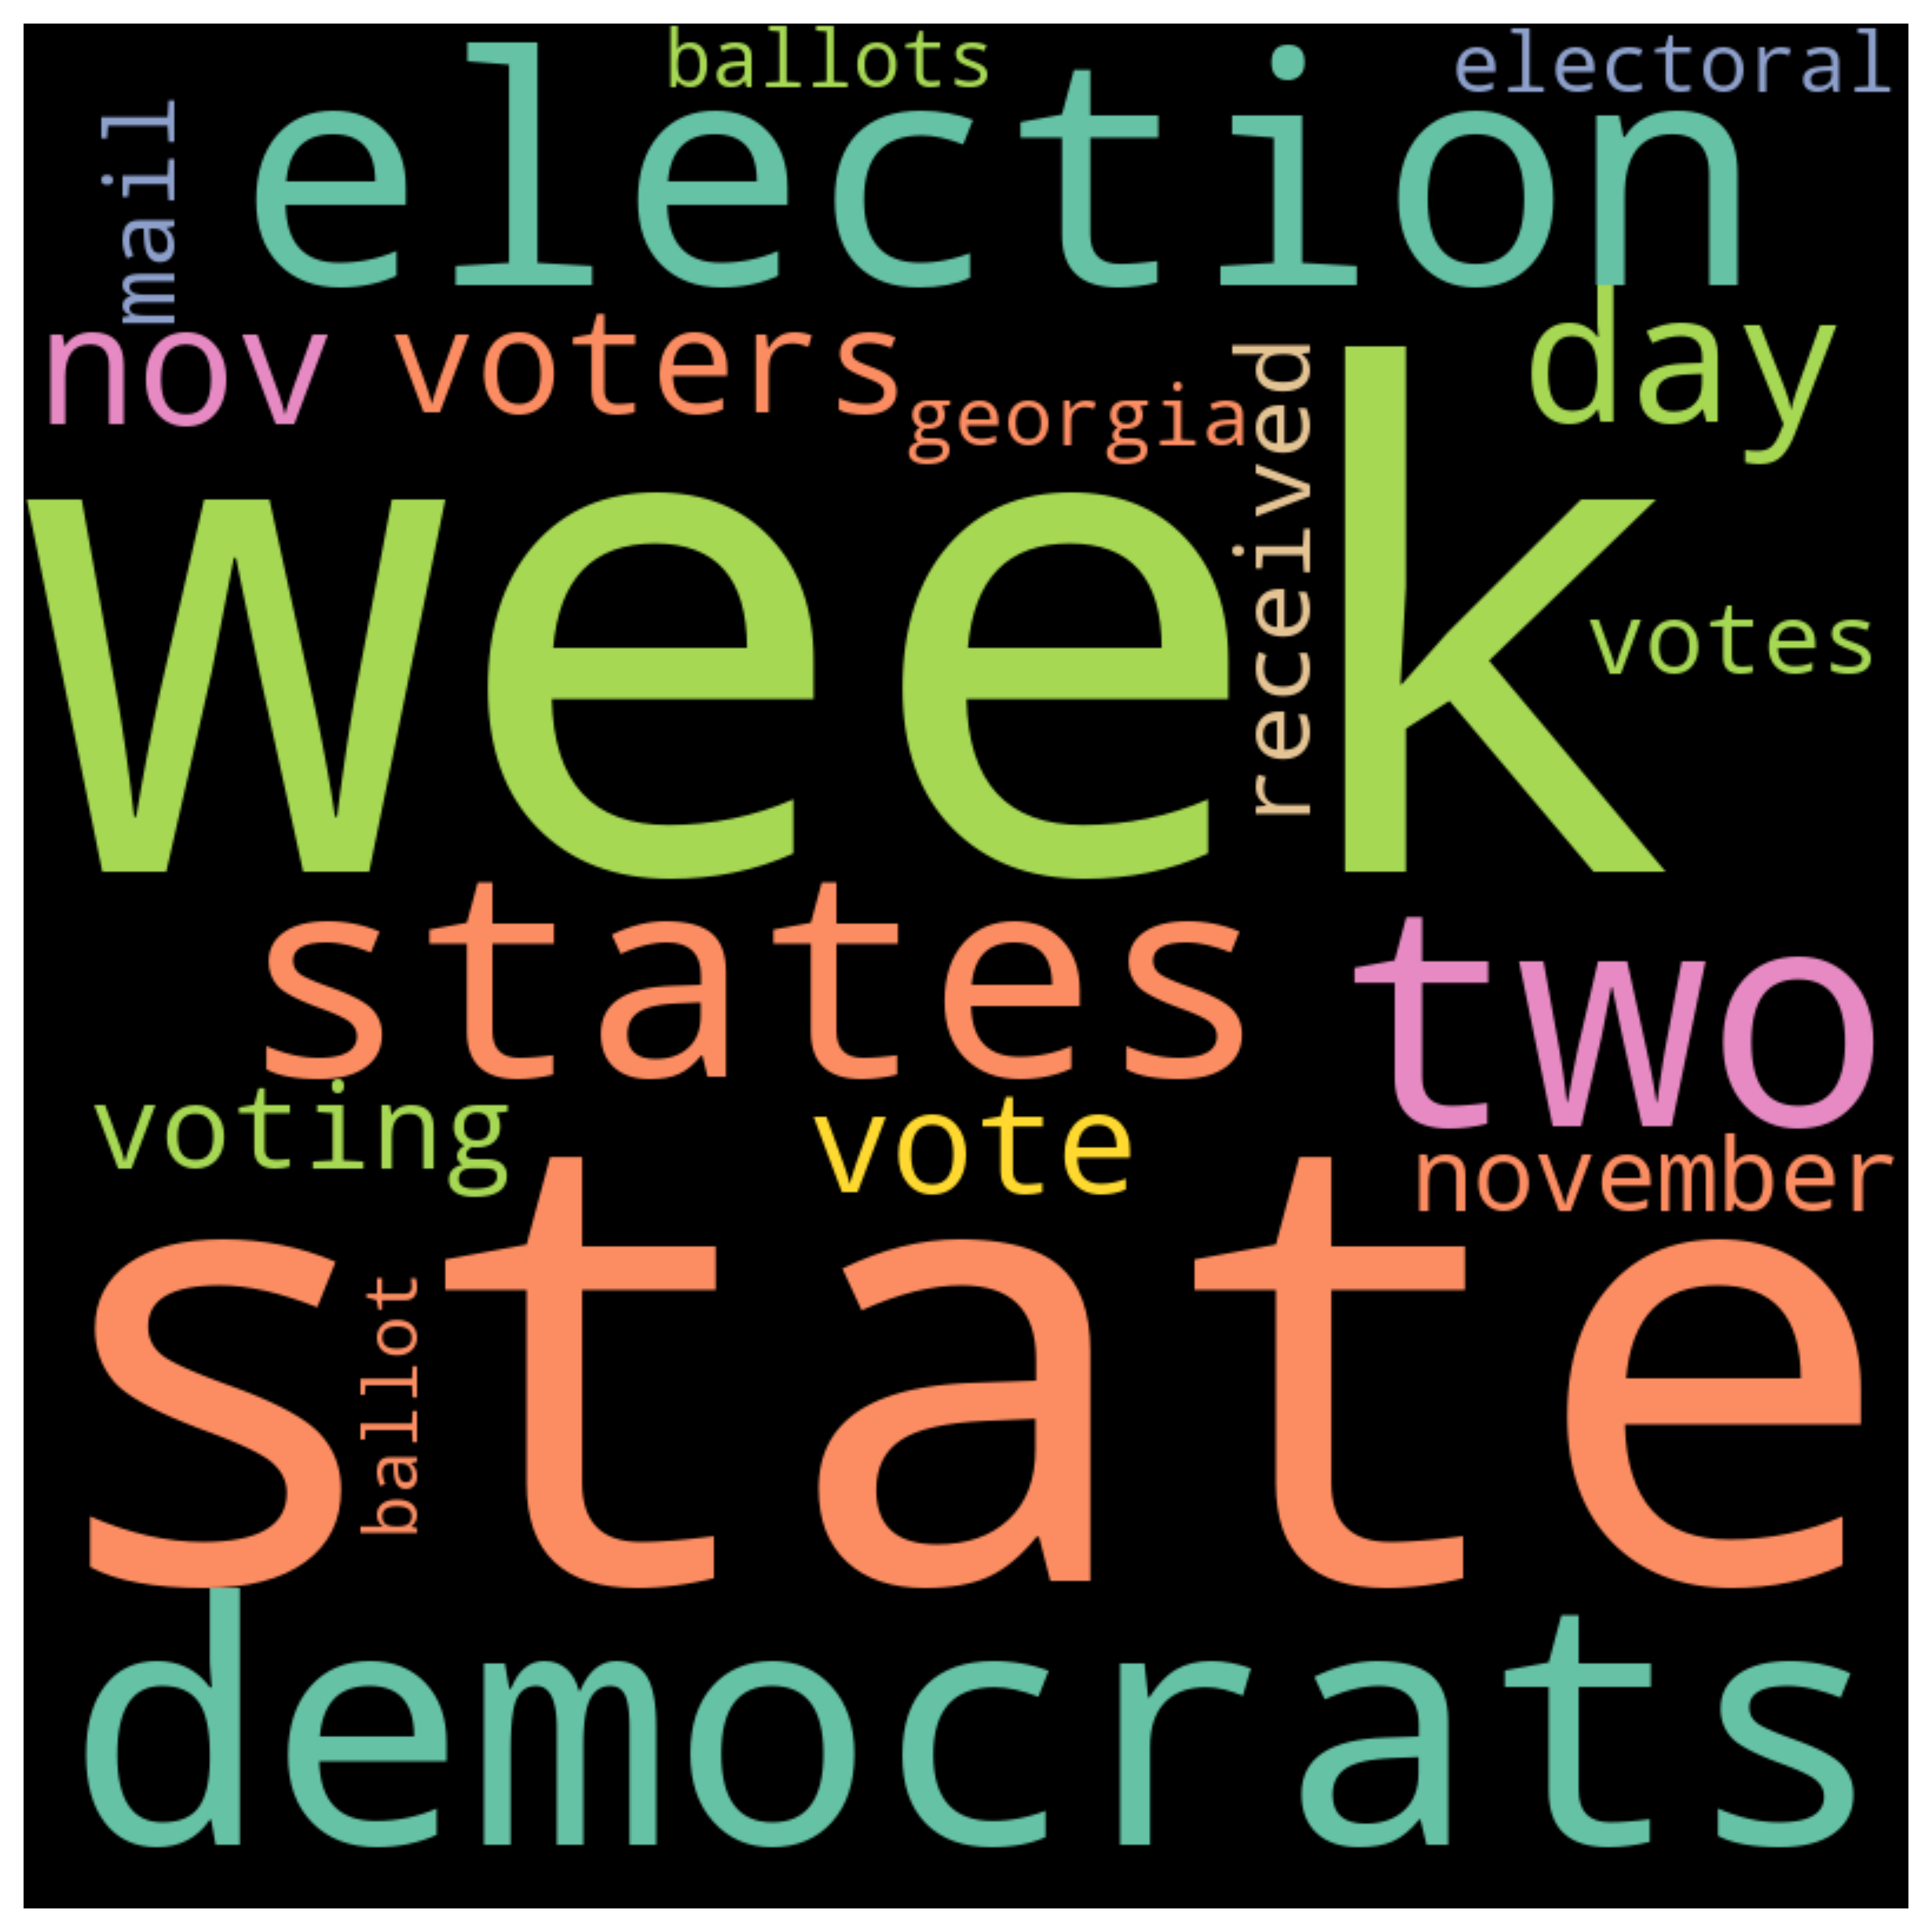 ballots
electoral
mail
election
nov
voters
day
georgia
received
week
votes
states
two
voting
vote
november
state
ballot
democrats